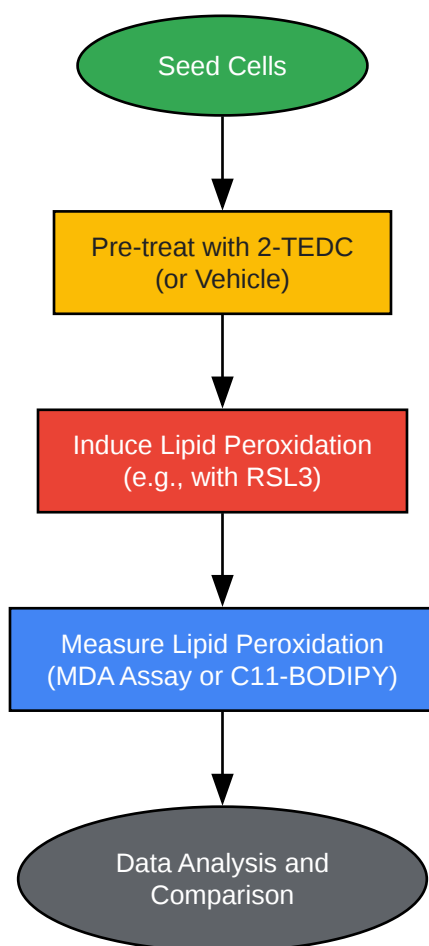 Seed Cells
Pre-treat with 2-TEDC
(or Vehicle)
Induce Lipid Peroxidation
(e.g., with RSL3)
Measure Lipid Peroxidation
(MDA Assay or C11-BODIPY)
Data Analysis and
Comparison